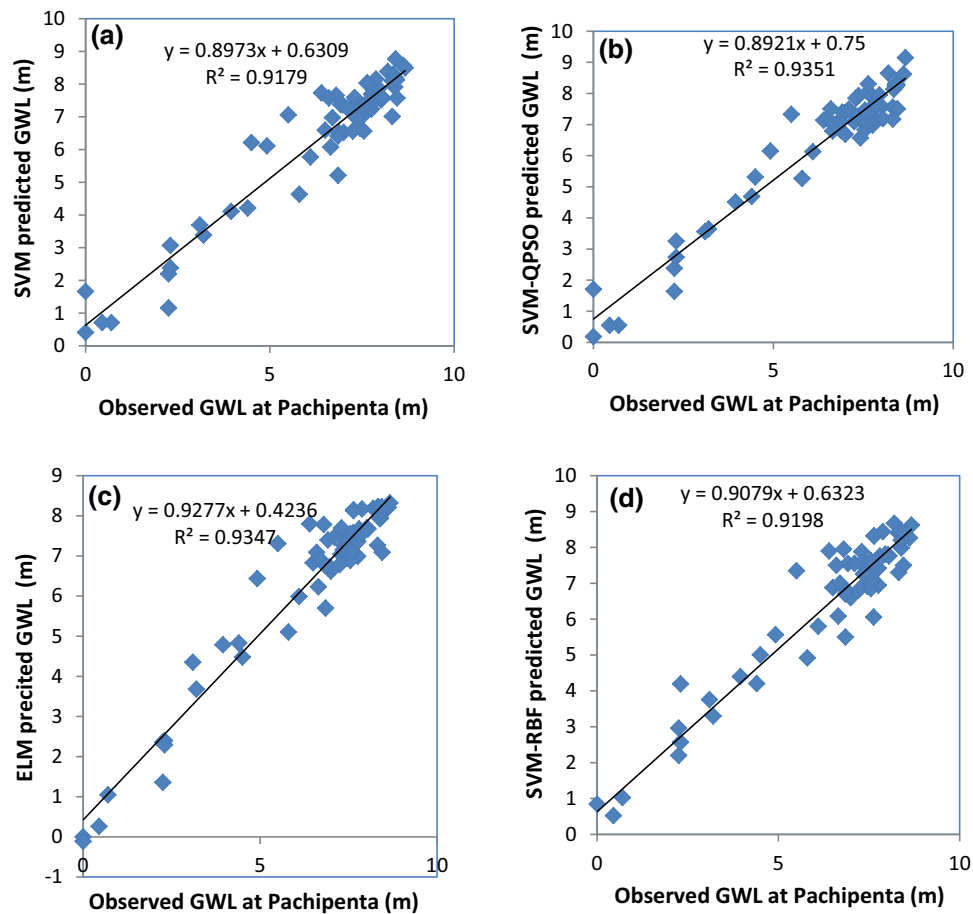 (a)
y = 0.8973x + 0.6309
R² = 0.9179
SVM predicted GWL (m)
9
8
7
6
5
4
3
2
1
0
0 5 10
Observed GWL at Pachipenta (m)
(b)
y = 0.8921x + 0.75
R² = 0.9351
SVM-QPSO predicted GWL (m)
10
9
8
7
6
5
4
3
2
1
0
0 5 10
Observed GWL at Pachipenta (m)
(c)
y = 0.9277x + 0.4236
R² = 0.9347
ELM precited GWL (m)
9
8
7
6
5
4
3
2
1
0
-1
0 5 10
Observed GWL at Pachipenta (m)
(d)
y = 0.9079x + 0.6323
R² = 0.9198
SVM-RBF predicted GWL (m)
10
9
8
7
6
5
4
3
2
1
0
0 5 10
Observed GWL at Pachipenta (m)